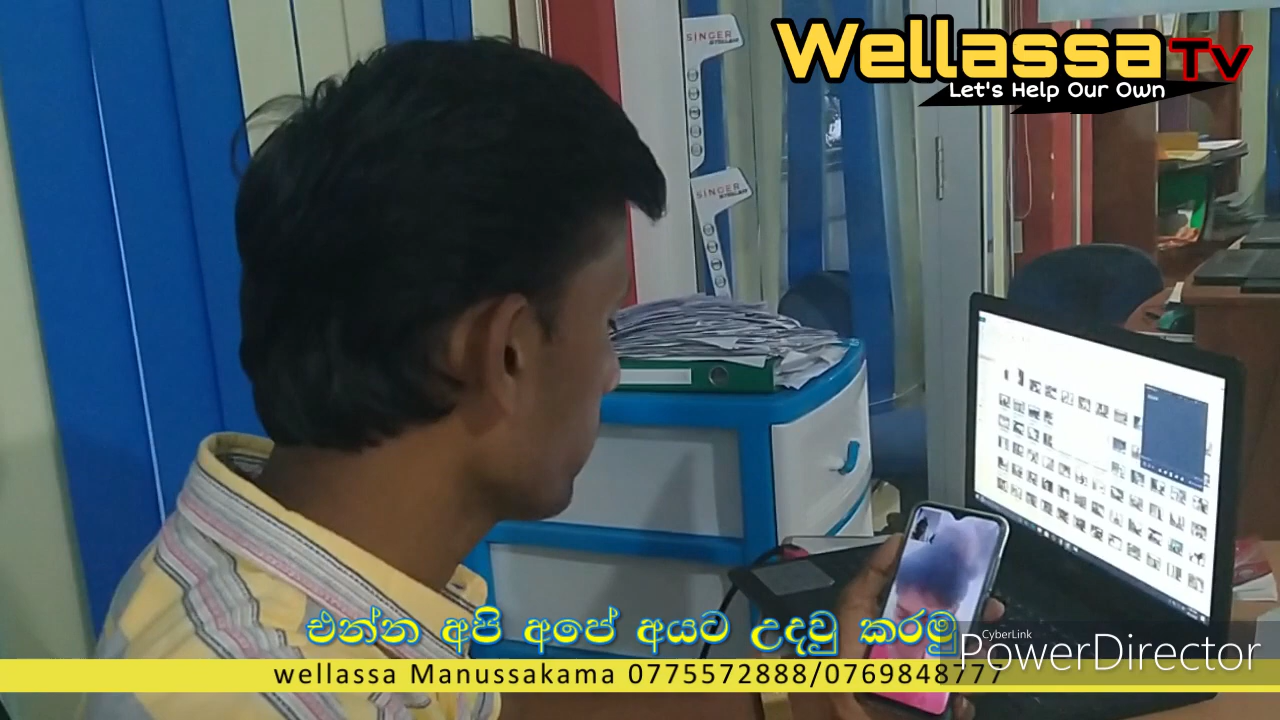 Wellassa Tv
Let's Help Our Own
SINGER
SINGER
එන්න අපි අපේ අයට උදවු කරමු
CyberLink
PowerDirector
wellassa Manussakama 0775572888/0769848777